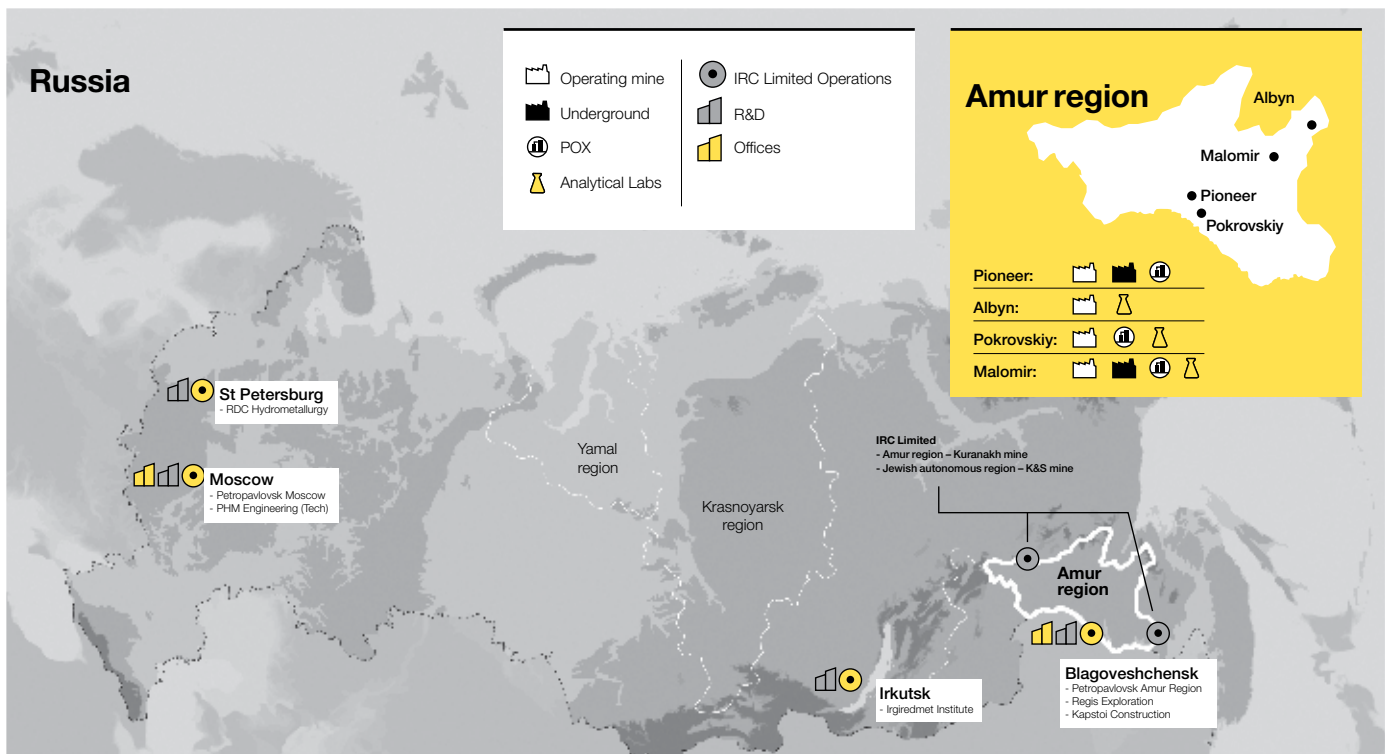 Russia
Operating mine
Underground
POX
Analytical Labs
IRC Limited Operations
R&D
Offices
Amur region
Albyn
Malomir
Pioneer
Pokrovskiy
Pioneer:
Albyn:
Pokrovskiy:
Malomir:
St Petersburg
- RDC Hydrometallurgy
Moscow
- Petropavlovsk Moscow
- PHM Engineering (Tech)
Yamal
region
Krasnoyarsk
region
IRC Limited
- Amur region – Kuranakh mine
- Jewish autonomous region – K&S mine
Amur
region
Irkutsk
- Irgiredmet Institute
Blagoveshchensk
- Petropavlovsk Amur Region
- Regis Exploration
- Kapstoi Construction